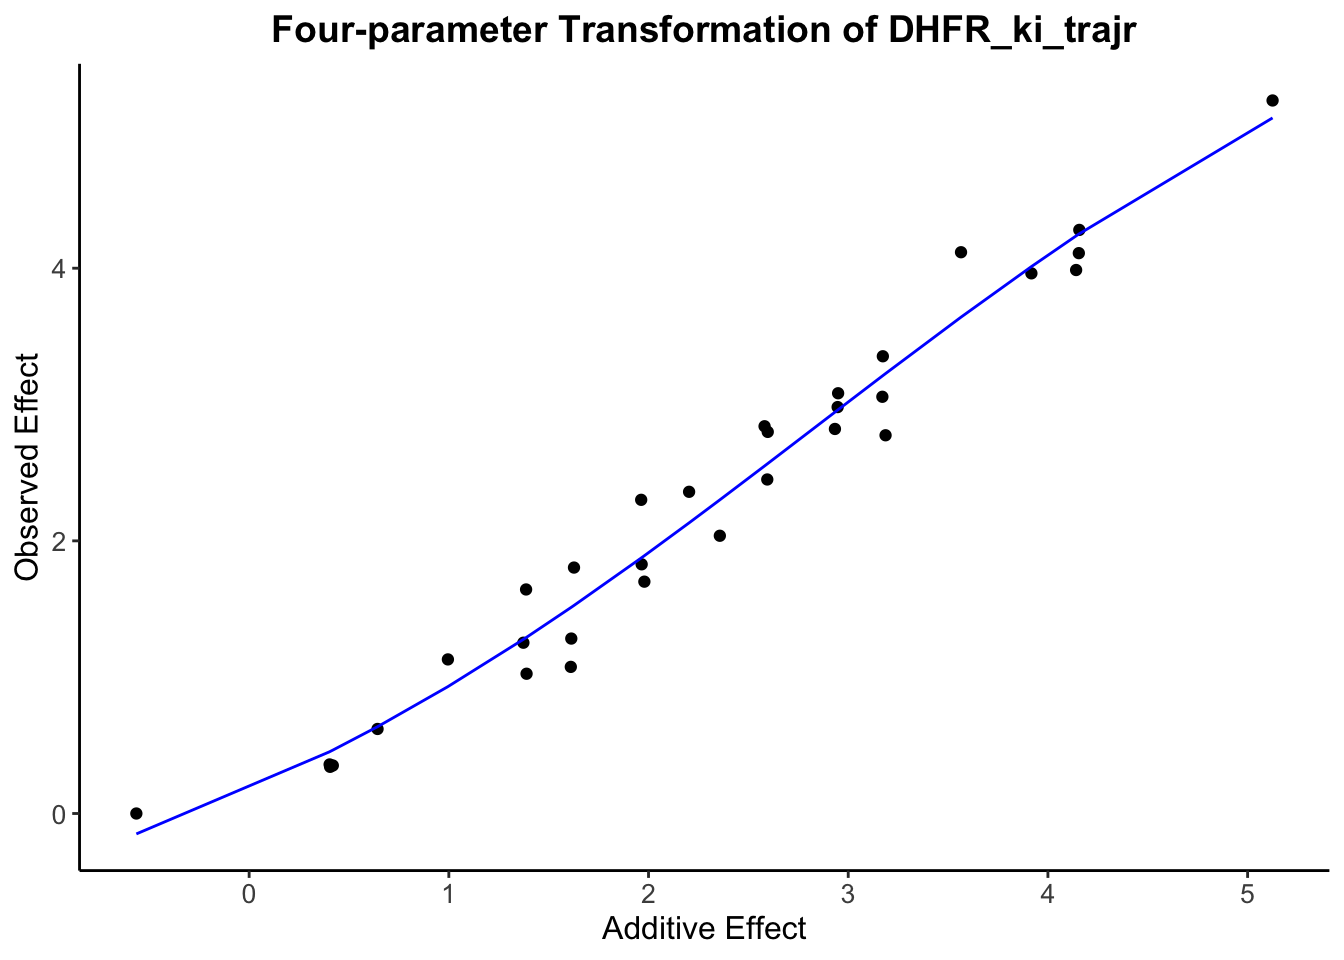 Four-parameter Transformation of DHFR_ki_trajr
Observed Effect
4
2
0
0 1 2 3 4 5
Additive Effect